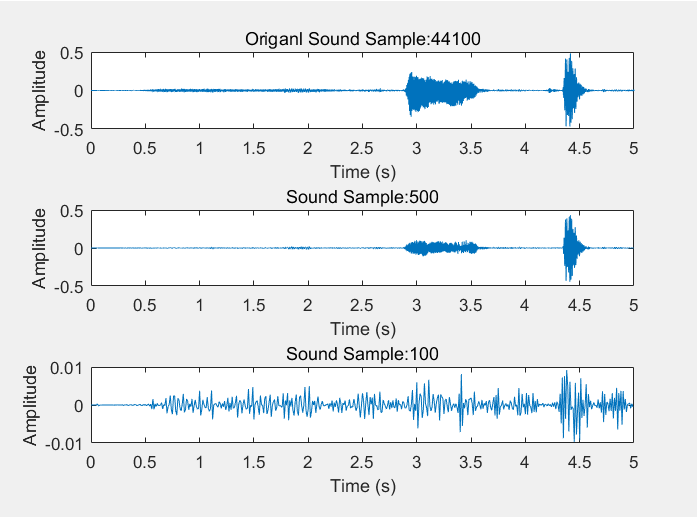 Origanl Sound Sample:44100
Amplitude
0.5
0
-0.5
0 0.5 1 1.5 2 2.5 3 3.5 4 4.5 5
Time (s)
Sound Sample:500
Amplitude
0.5
0
-0.5
0 0.5 1 1.5 2 2.5 3 3.5 4 4.5 5
Time (s)
Sound Sample:100
Amplitude
0.01
0
-0.01
0 0.5 1 1.5 2 2.5 3 3.5 4 4.5 5
Time (s)